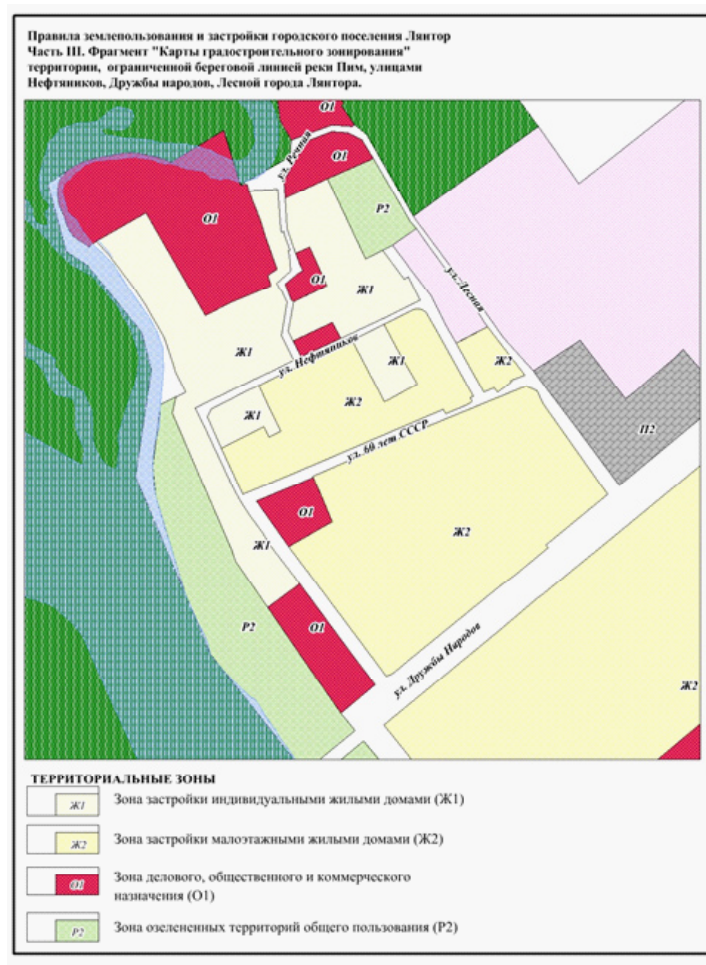 Правила землепользования и застройки городского поселения Лянтор
Часть III. Фрагмент "Карты градостроительного зонирования"
территории, ограниченной береговой линией реки Пим, улицами
Нефтяников, Дружбы народов, Лесной города Лянтора.
О1
ул. Речная
О1
Р2
О1
О1
Ж1
ул. Лесная
Ж1
ул. Нефтяников
Ж1
Ж2
Ж2
Ж1
ул. 60 лет СССР
П2
О1
Ж2
Ж1
Р2
О1
ул. Дружбы Народов
Ж2
ТЕРРИТОРИАЛЬНЫЕ ЗОНЫ
Ж1 Зона застройки индивидуальными жилыми домами (Ж1)
Ж2 Зона застройки малоэтажными жилыми домами (Ж2)
О1 Зона делового, общественного и коммерческого
назначения (О1)
Р2 Зона озелененных территорий общего пользования (Р2)